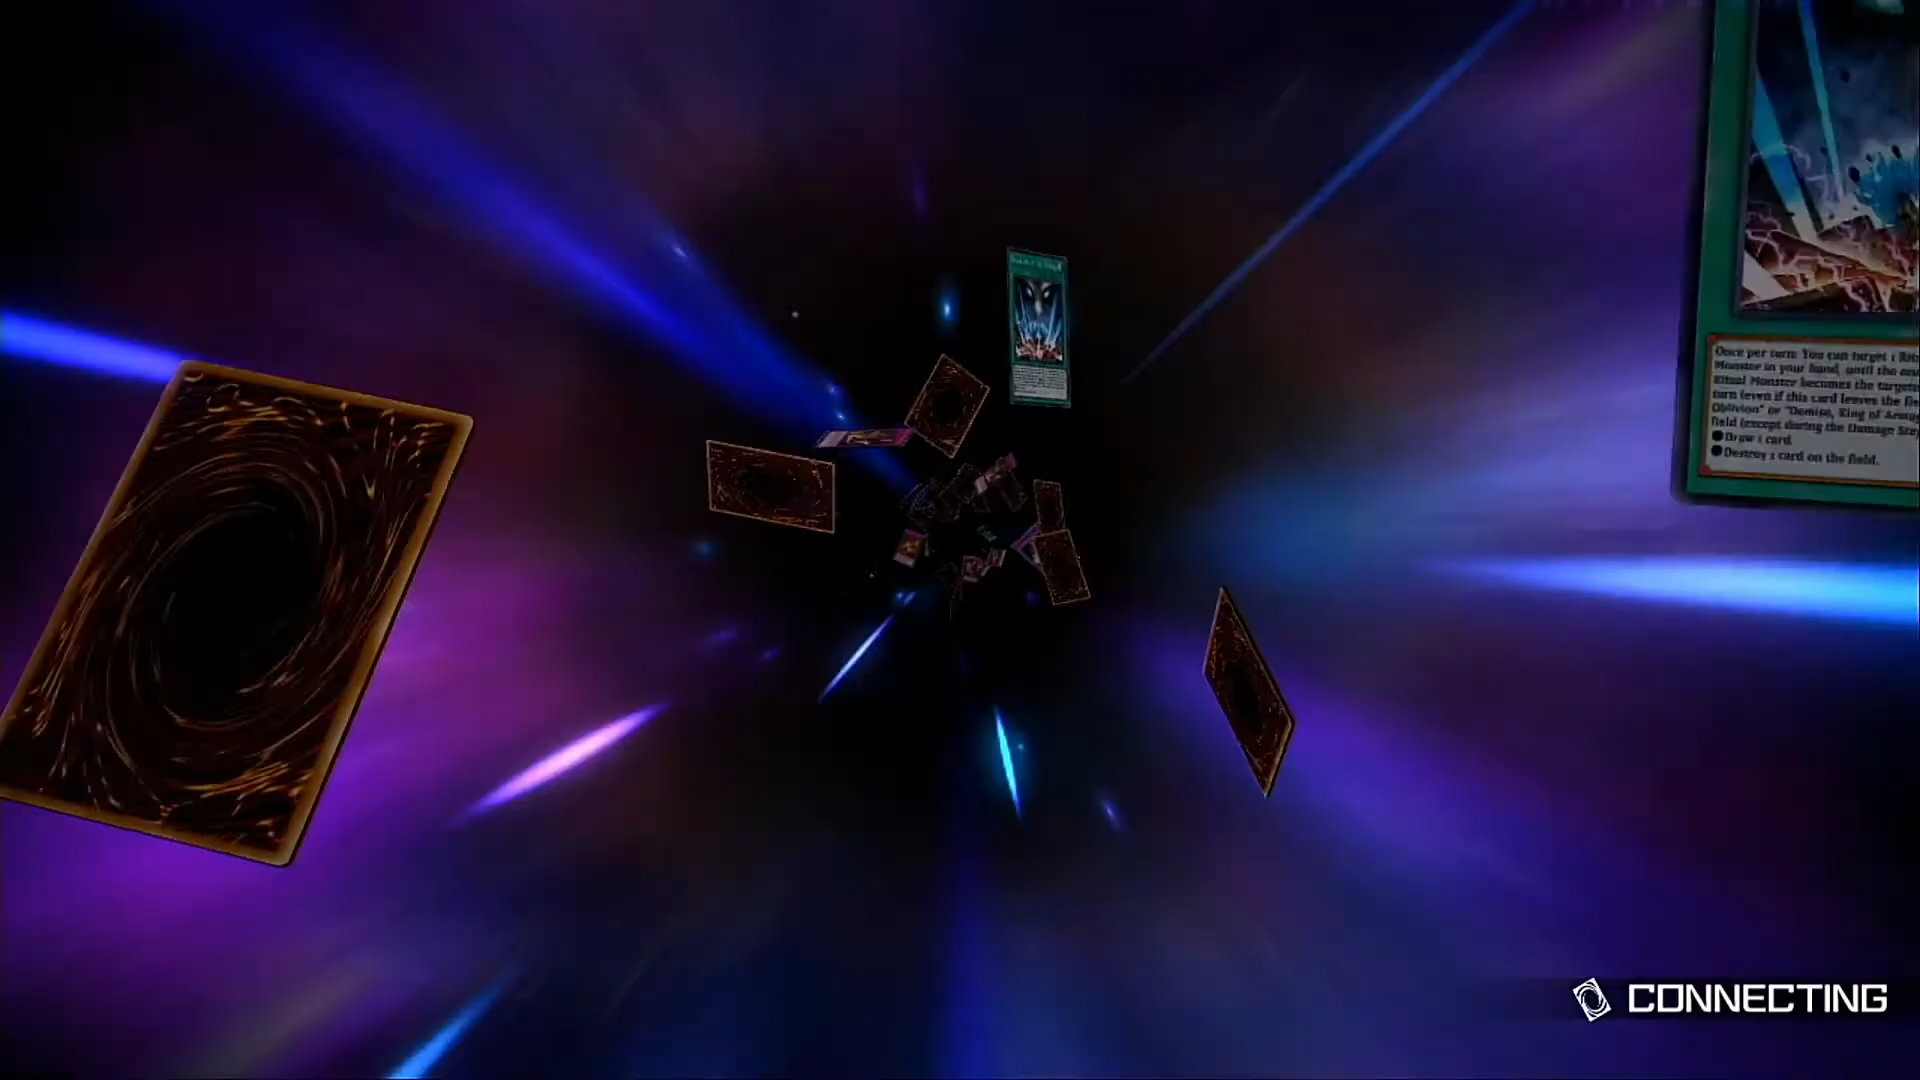 Once per turn: You can target 1 Rit
Monster in your hand, until the en
Ritual Monster becomes the targete
turn (even if this card leaves the fie
Oblivion" or "Demise, King of Armag
field (except during the Damage Ste
●Draw 1 card.
●Destroy 1 card on the field.
CONNECTING